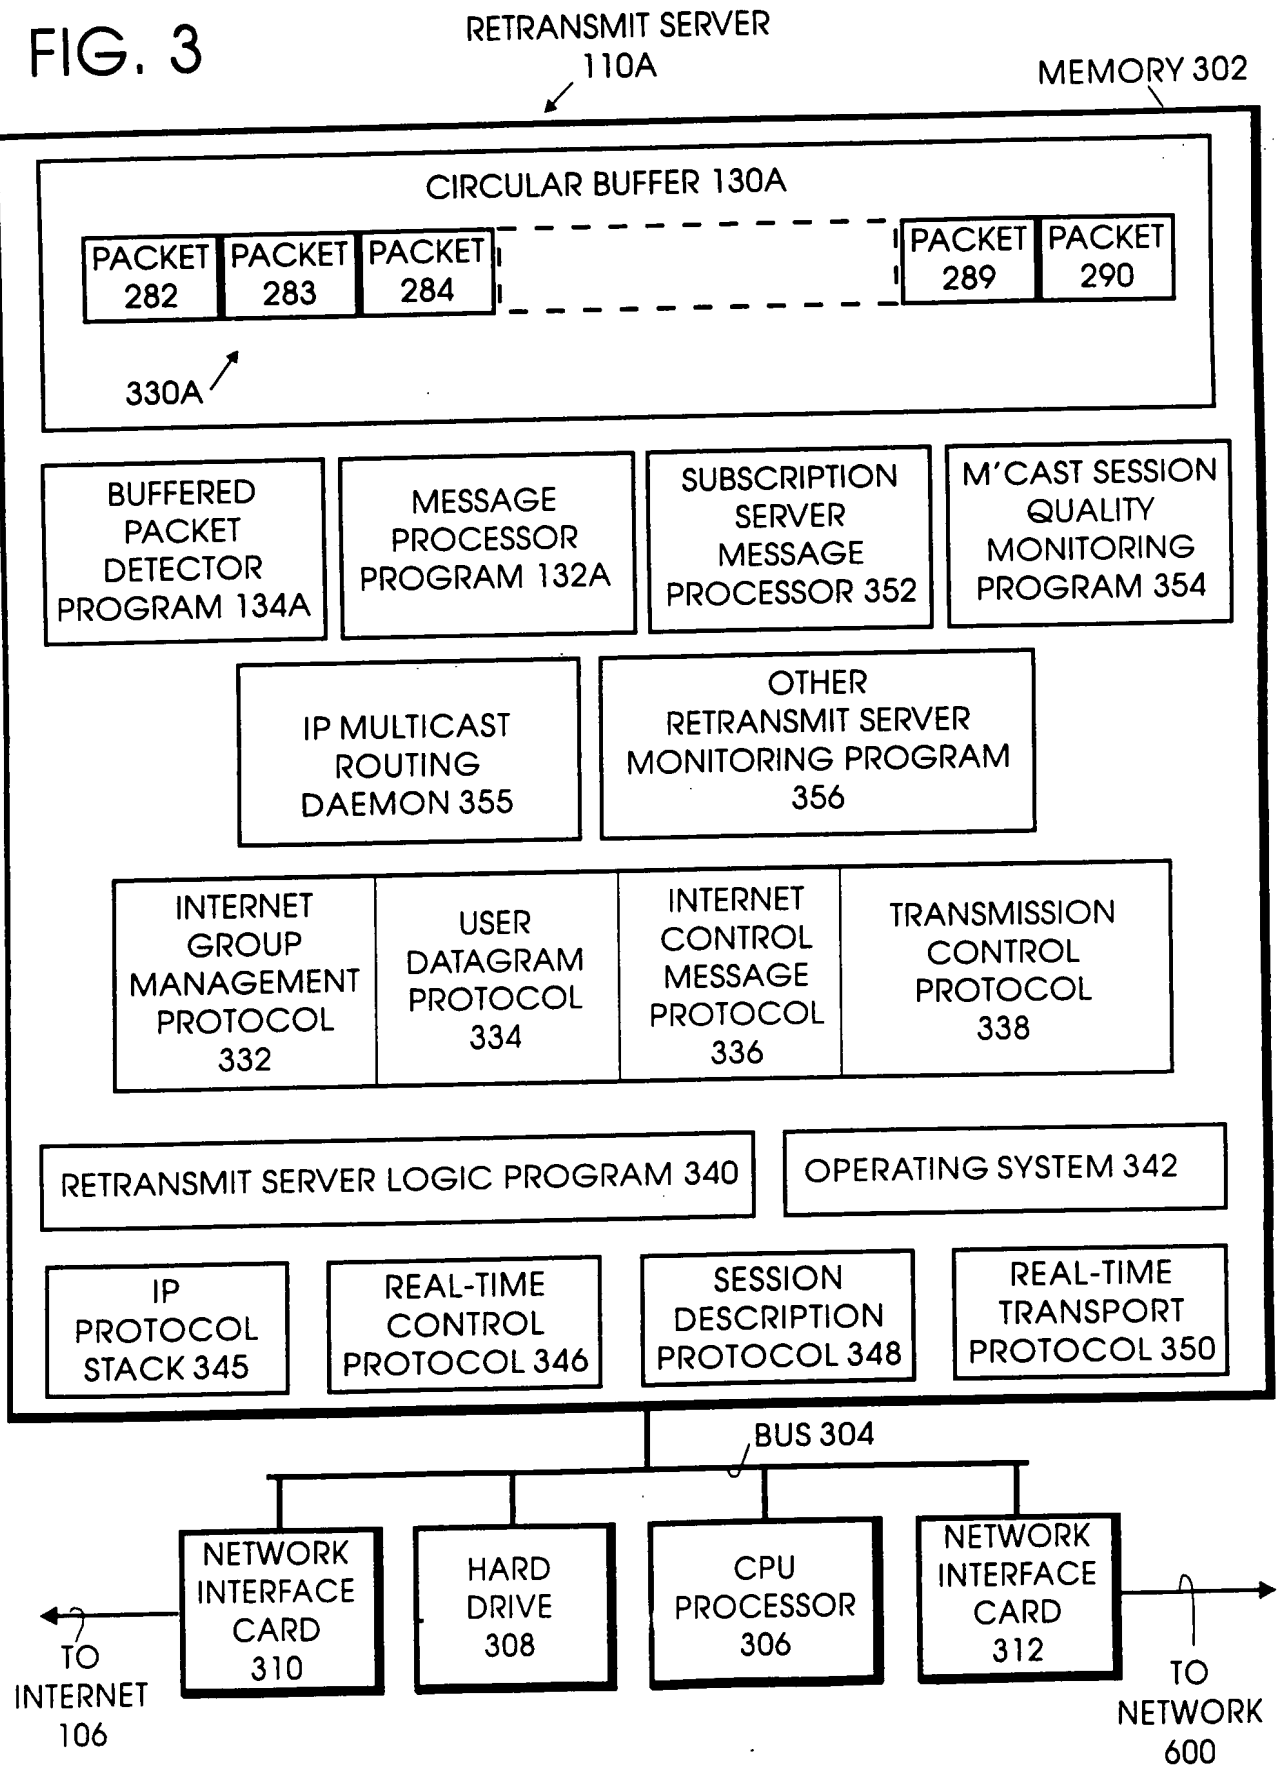 FIG. 3
RETRANSMIT SERVER
110A
MEMORY 302
CIRCULAR BUFFER 130A
PACKET
282
PACKET
283
PACKET
284
PACKET
289
PACKET
290
330A
BUFFERED
PACKET
DETECTOR
PROGRAM 134A
MESSAGE
PROCESSOR
PROGRAM 132A
SUBSCRIPTION
SERVER
MESSAGE
PROCESSOR 352
M'CAST SESSION
QUALITY
MONITORING
PROGRAM 354
IP MULTICAST
ROUTING
DAEMON 355
OTHER
RETRANSMIT SERVER
MONITORING PROGRAM
356
INTERNET
GROUP
MANAGEMENT
PROTOCOL
332
USER
DATAGRAM
PROTOCOL
334
INTERNET
CONTROL
MESSAGE
PROTOCOL
336
TRANSMISSION
CONTROL
PROTOCOL
338
RETRANSMIT SERVER LOGIC PROGRAM 340
OPERATING SYSTEM 342
IP
PROTOCOL
STACK 345
REAL-TIME
CONTROL
PROTOCOL 346
SESSION
DESCRIPTION
PROTOCOL 348
REAL-TIME
TRANSPORT
PROTOCOL 350
BUS 304
NETWORK
INTERFACE
CARD
310
HARD
DRIVE
308
CPU
PROCESSOR
306
NETWORK
INTERFACE
CARD
312
TO
INTERNET
106
TO
NETWORK
600